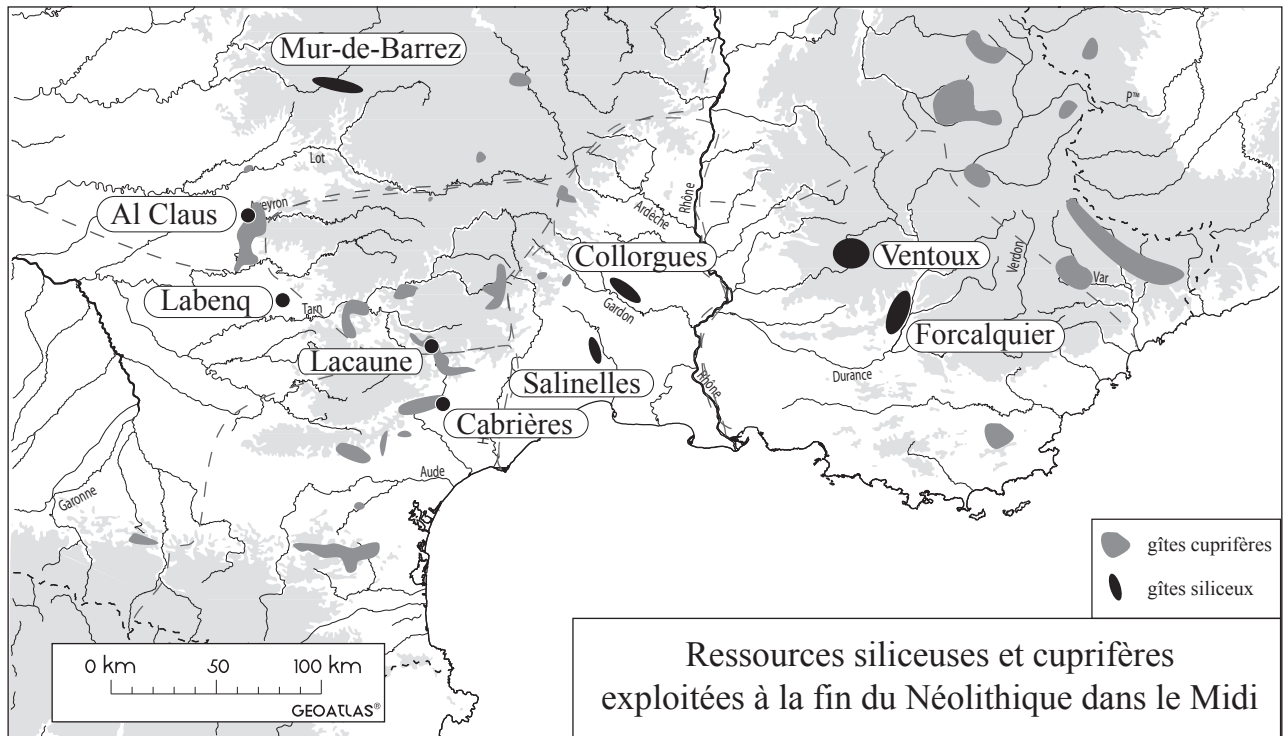 Mur-de-Barrez
P™
Lot
Aveyron
Al Claus
Ardèche
Rhône
Collorgues
Ventoux
Verdon
Var
Labenq
Tarn
Gardon
Forcalquier
Lacaune
Salinelles
Durance
Rhône
Cabrières
H
Aude
Garonne
gîtes cuprifères
gîtes siliceux
0 km 50 100 km
GEOATLAS®
Ressources siliceuses et cuprifères
exploitées à la fin du Néolithique dans le Midi